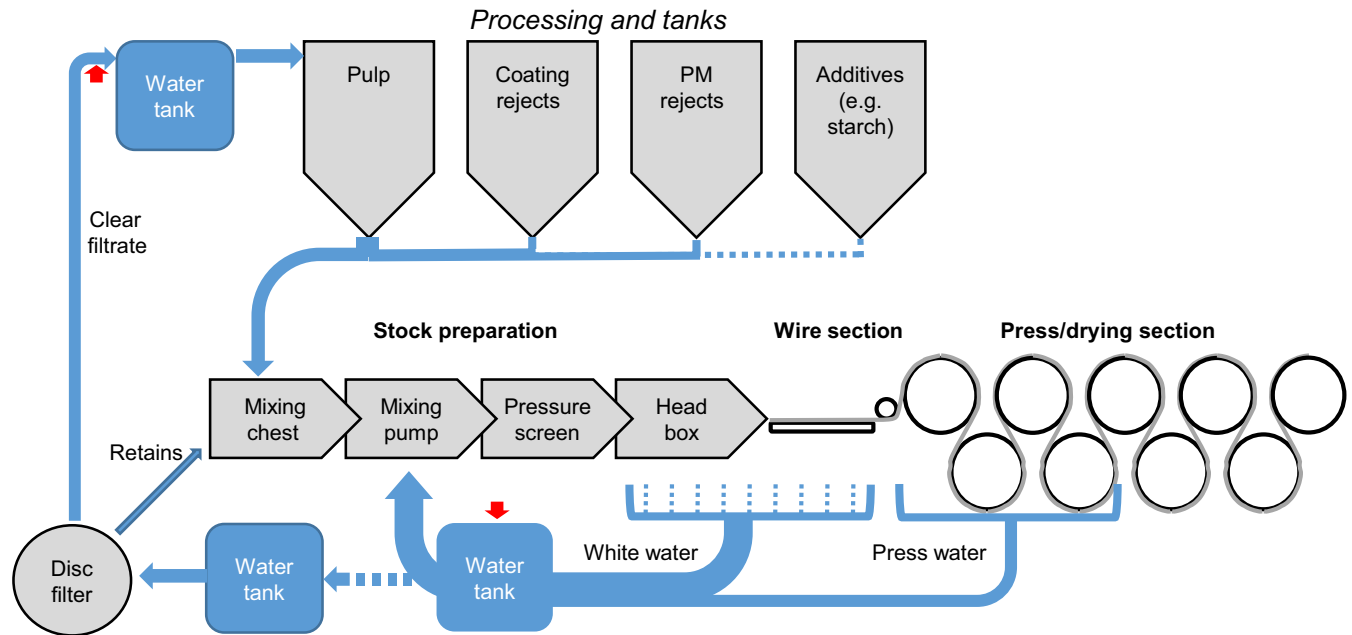 Processing and tanks
Water
tank
Pulp
Coating
rejects
PM
rejects
Additives
(e.g.
starch)
Clear
filtrate
Stock preparation
Wire section
Press/drying section
Mixing
chest
Mixing
pump
Pressure
screen
Head
box
Retains
White water
Press water
Disc
filter
Water
tank
Water
tank